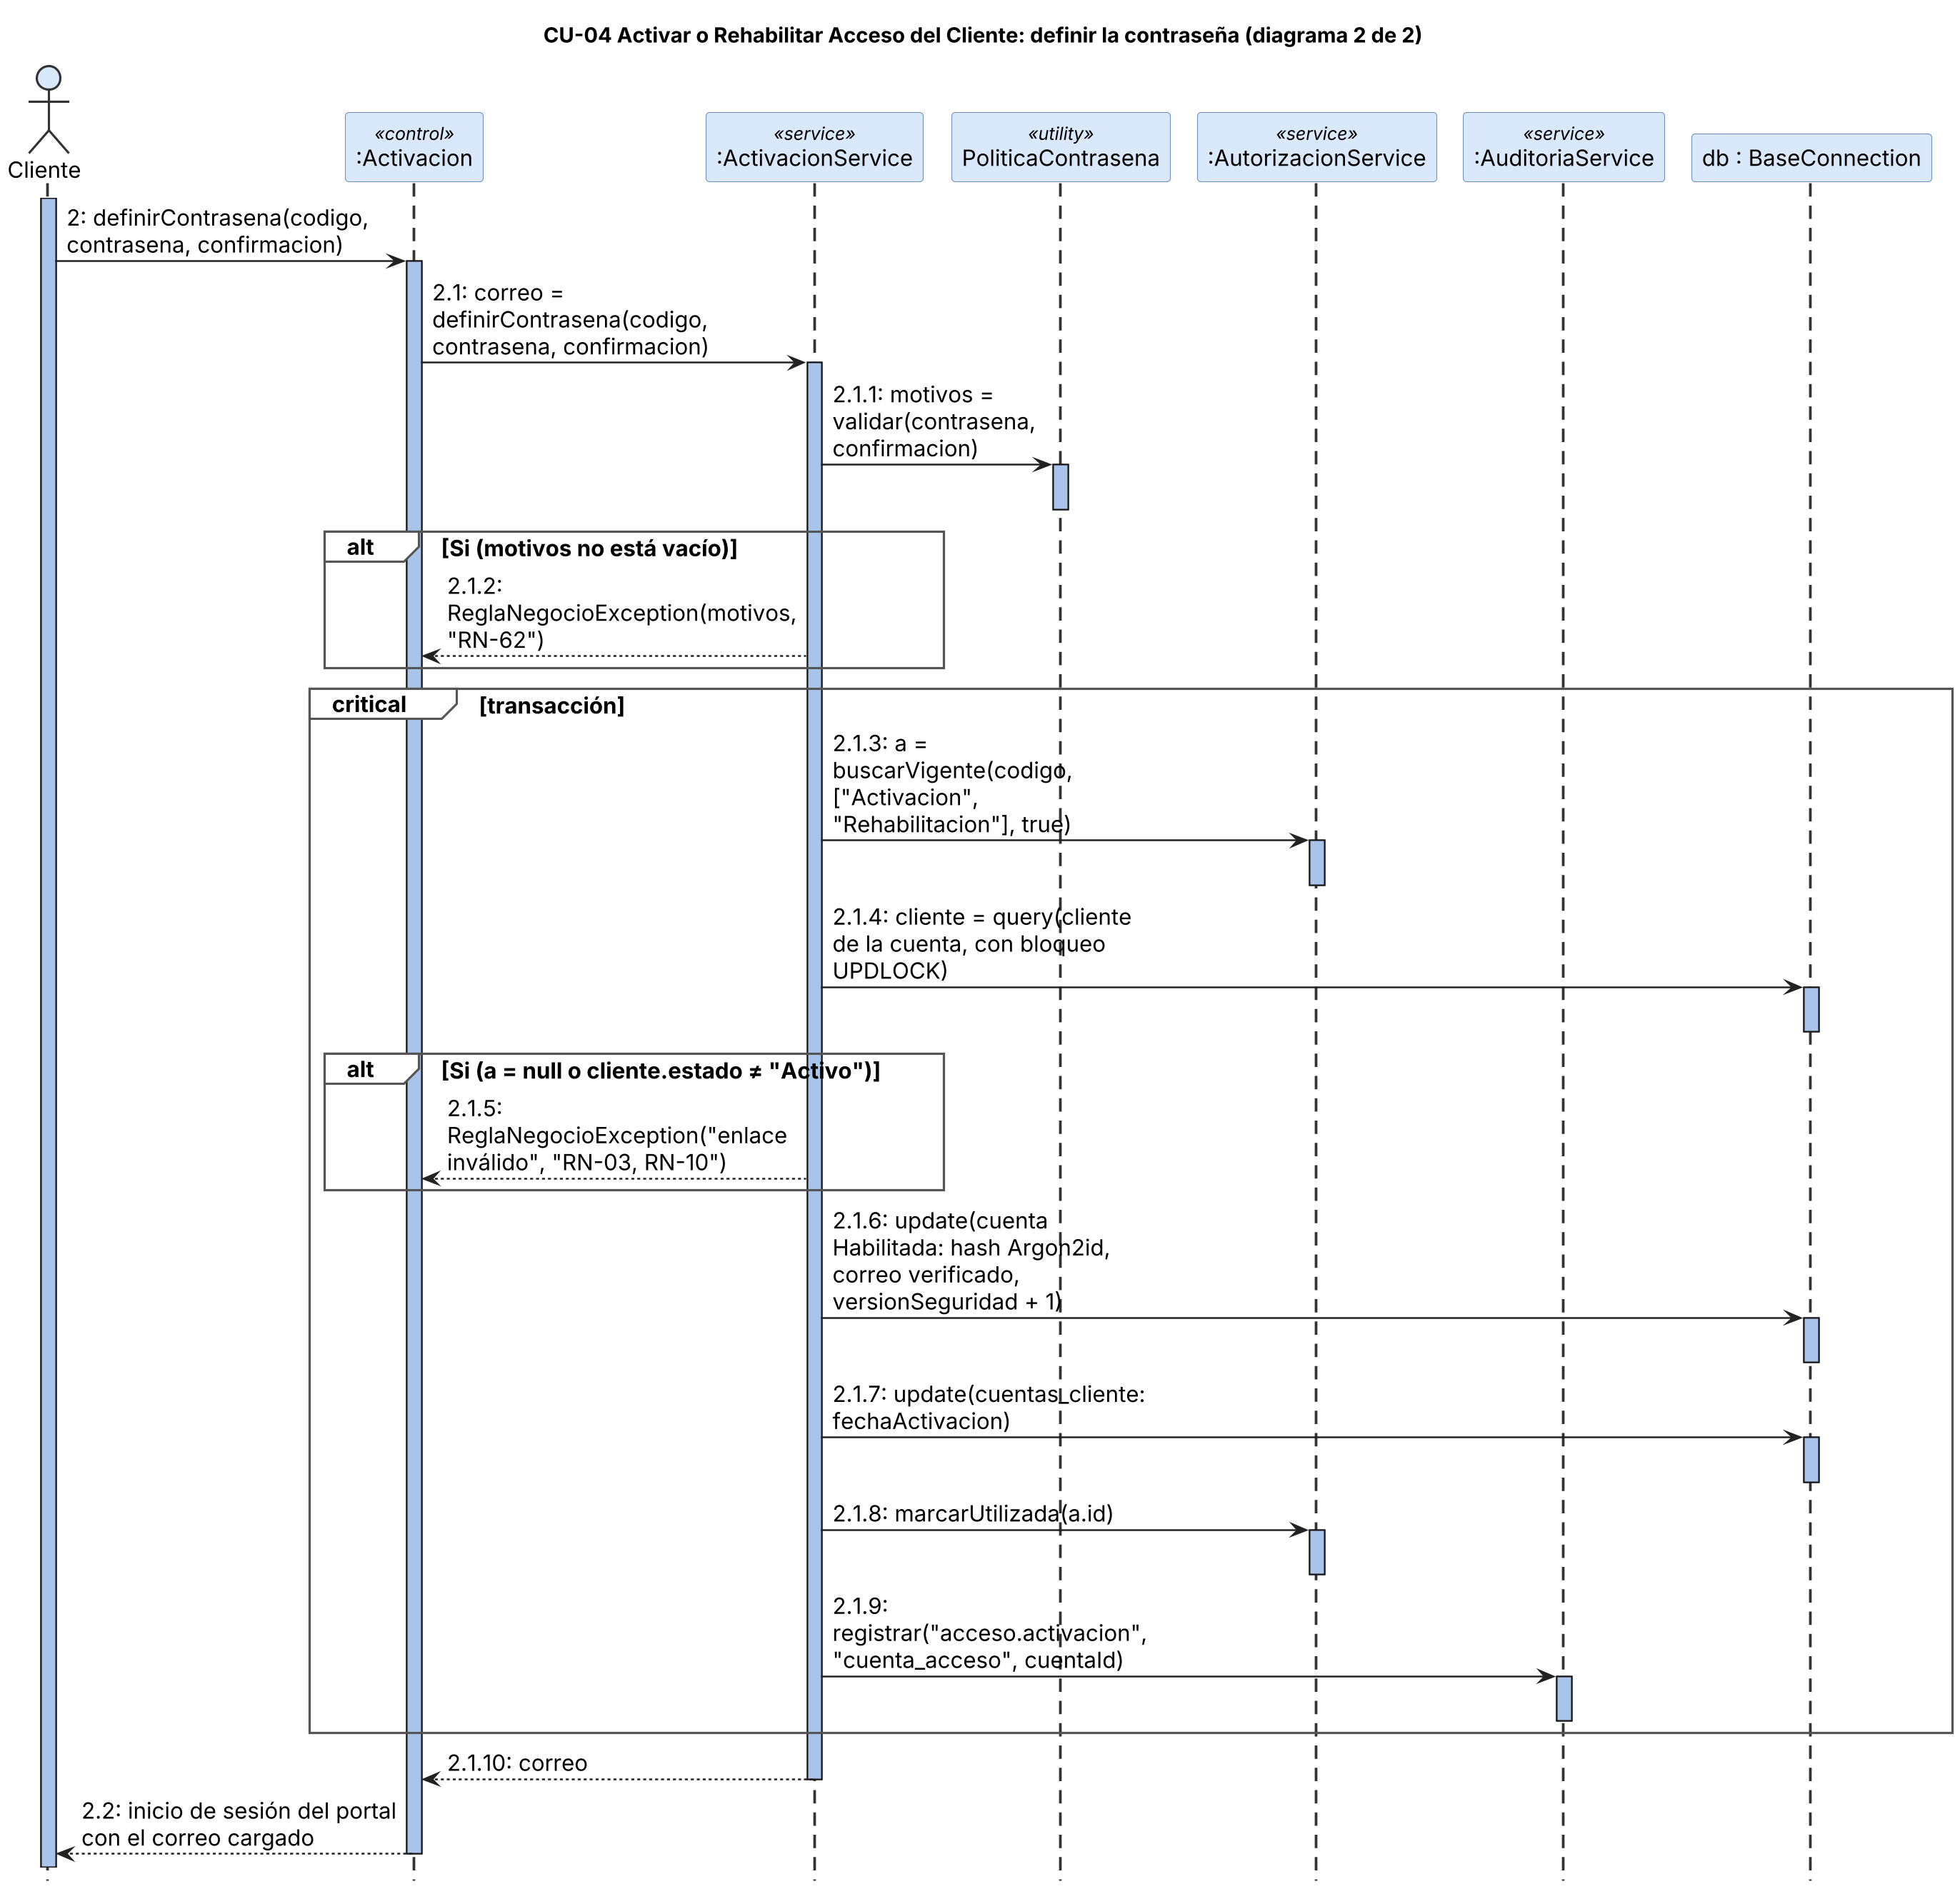 CU-04 Activar o Rehabilitar Acceso del Cliente: definir la contraseña (diagrama 2 de 2)
Cliente
«control»
:Activacion
«service»
:ActivacionService
«utility»
PoliticaContrasena
«service»
:AutorizacionService
«service»
:AuditoriaService
db : BaseConnection
2: definirContrasena(codigo,
contrasena, confirmacion)
2.1: correo =
definirContrasena(codigo,
contrasena, confirmacion)
2.1.1: motivos =
validar(contrasena,
confirmacion)
alt
[Si (motivos no está vacío)]
2.1.2:
ReglaNegocioException(motivos,
"RN-62")
critical
[transacción]
2.1.3: a =
buscarVigente(codigo,
["Activacion",
"Rehabilitacion"], true)
2.1.4: cliente = query(cliente
de la cuenta, con bloqueo
UPDLOCK)
alt
[Si (a = null o cliente.estado ≠ "Activo")]
2.1.5:
ReglaNegocioException("enlace
inválido", "RN-03, RN-10")
2.1.6: update(cuenta
Habilitada: hash Argon2id,
correo verificado,
versionSeguridad + 1)
2.1.7: update(cuentas_cliente:
fechaActivacion)
2.1.8: marcarUtilizada(a.id)
2.1.9:
registrar("acceso.activacion",
"cuenta_acceso", cuentaId)
2.1.10: correo
2.2: inicio de sesión del portal
con el correo cargado